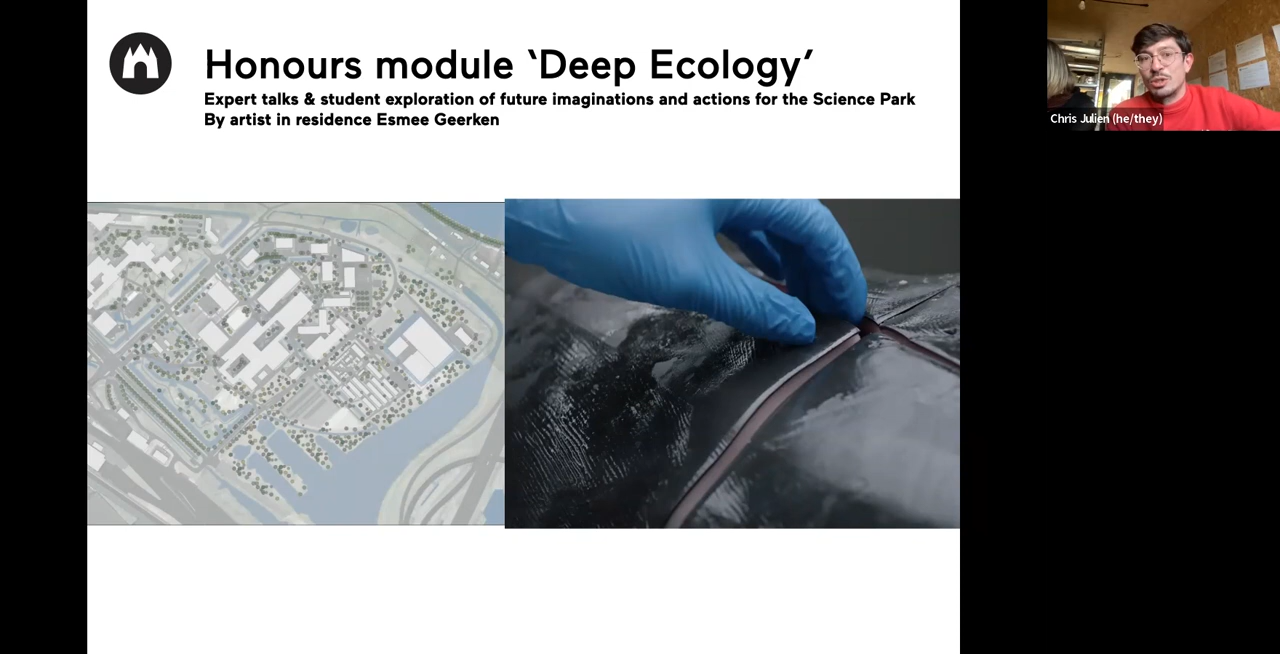 Honours module ‵Deep Ecology′
Expert talks & student exploration of future imaginations and actions for the Science Park
By artist in residence Esmee Geerken
Chris Julien (he/they)